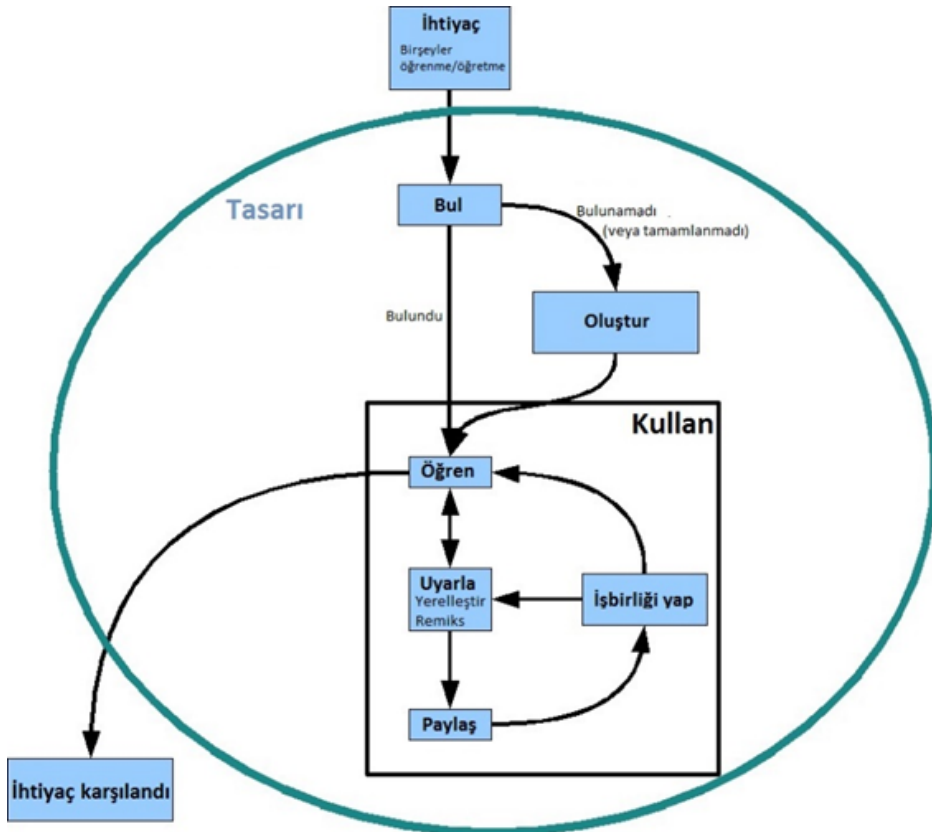 İhtiyaç
Birşeyler
öğrenme/öğretme
Tasarı
Bul
Bulunamadı
(veya tamamlanmadı)
Bulundu
Oluştur
Kullan
Öğren
Uyarla
Yerelleştir
Remiks
İşbirliği yap
Paylaş
İhtiyaç karşılandı